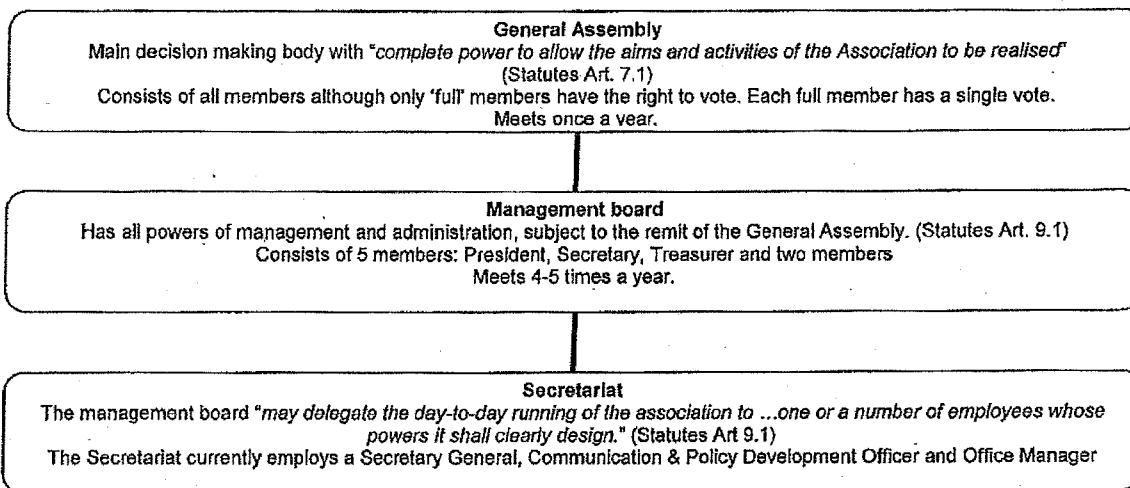 General Assembly
Main decision making body with "complete power to allow the aims and activities of the Association to be realised"
(Statutes Art. 7.1)
Consists of all members although only 'full' members have the right to vote. Each full member has a single vote.
Meets once a year.
Management board
Has all powers of management and administration, subject to the remit of the General Assembly. (Statutes Art. 9.1)
Consists of 5 members: President, Secretary, Treasurer and two members
Meets 4-5 times a year.
Secretariat
The management board "may delegate the day-to-day running of the association to ...one or a number of employees whose
powers it shall clearly design." (Statutes Art 9.1)
The Secretariat currently employs a Secretary General, Communication & Policy Development Officer and Office Manager